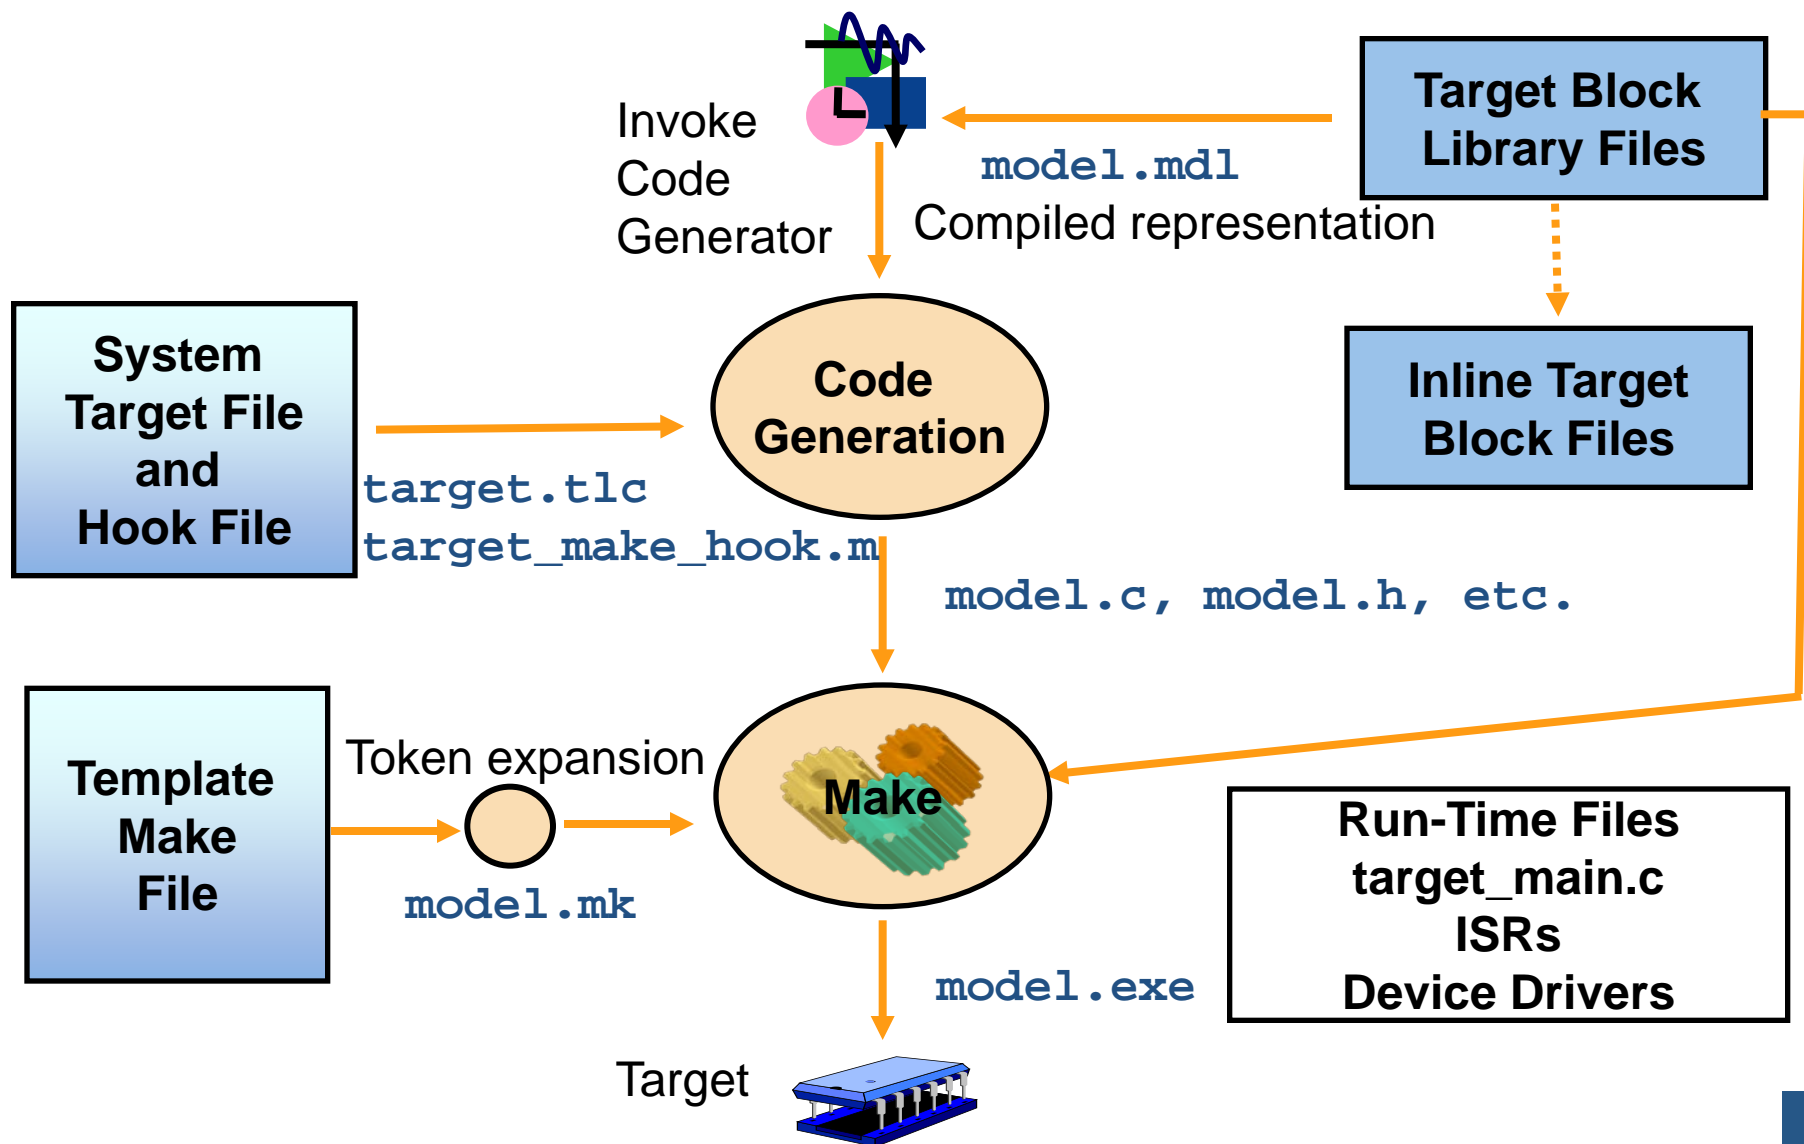 Invoke
Code
Generator
model.mdl
Compiled representation
Target Block
Library Files
System
Target File
and
Hook File
target.tlc
target_make_hook.m
Code
Generation
Inline Target
Block Files
model.c, model.h, etc.
Template
Make
File
Token expansion
model.mk
Make
Run-Time Files
target_main.c
ISRs
Device Drivers
model.exe
Target